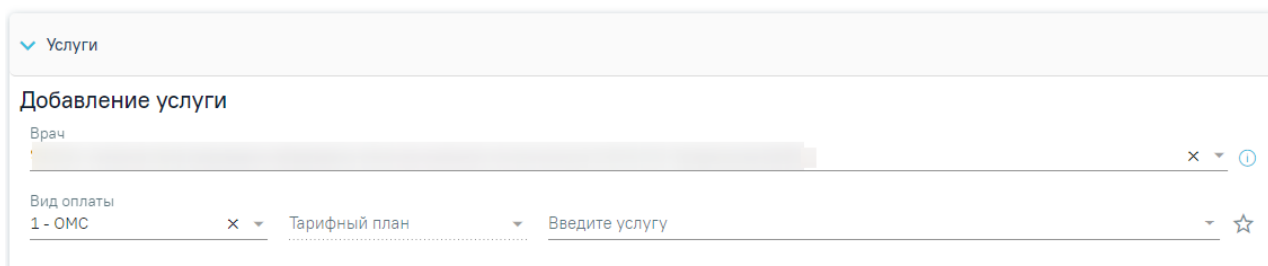 Услуги
Добавление услуги
Врач
Вид оплаты
1 - ОМС Тарифный план Введите услугу